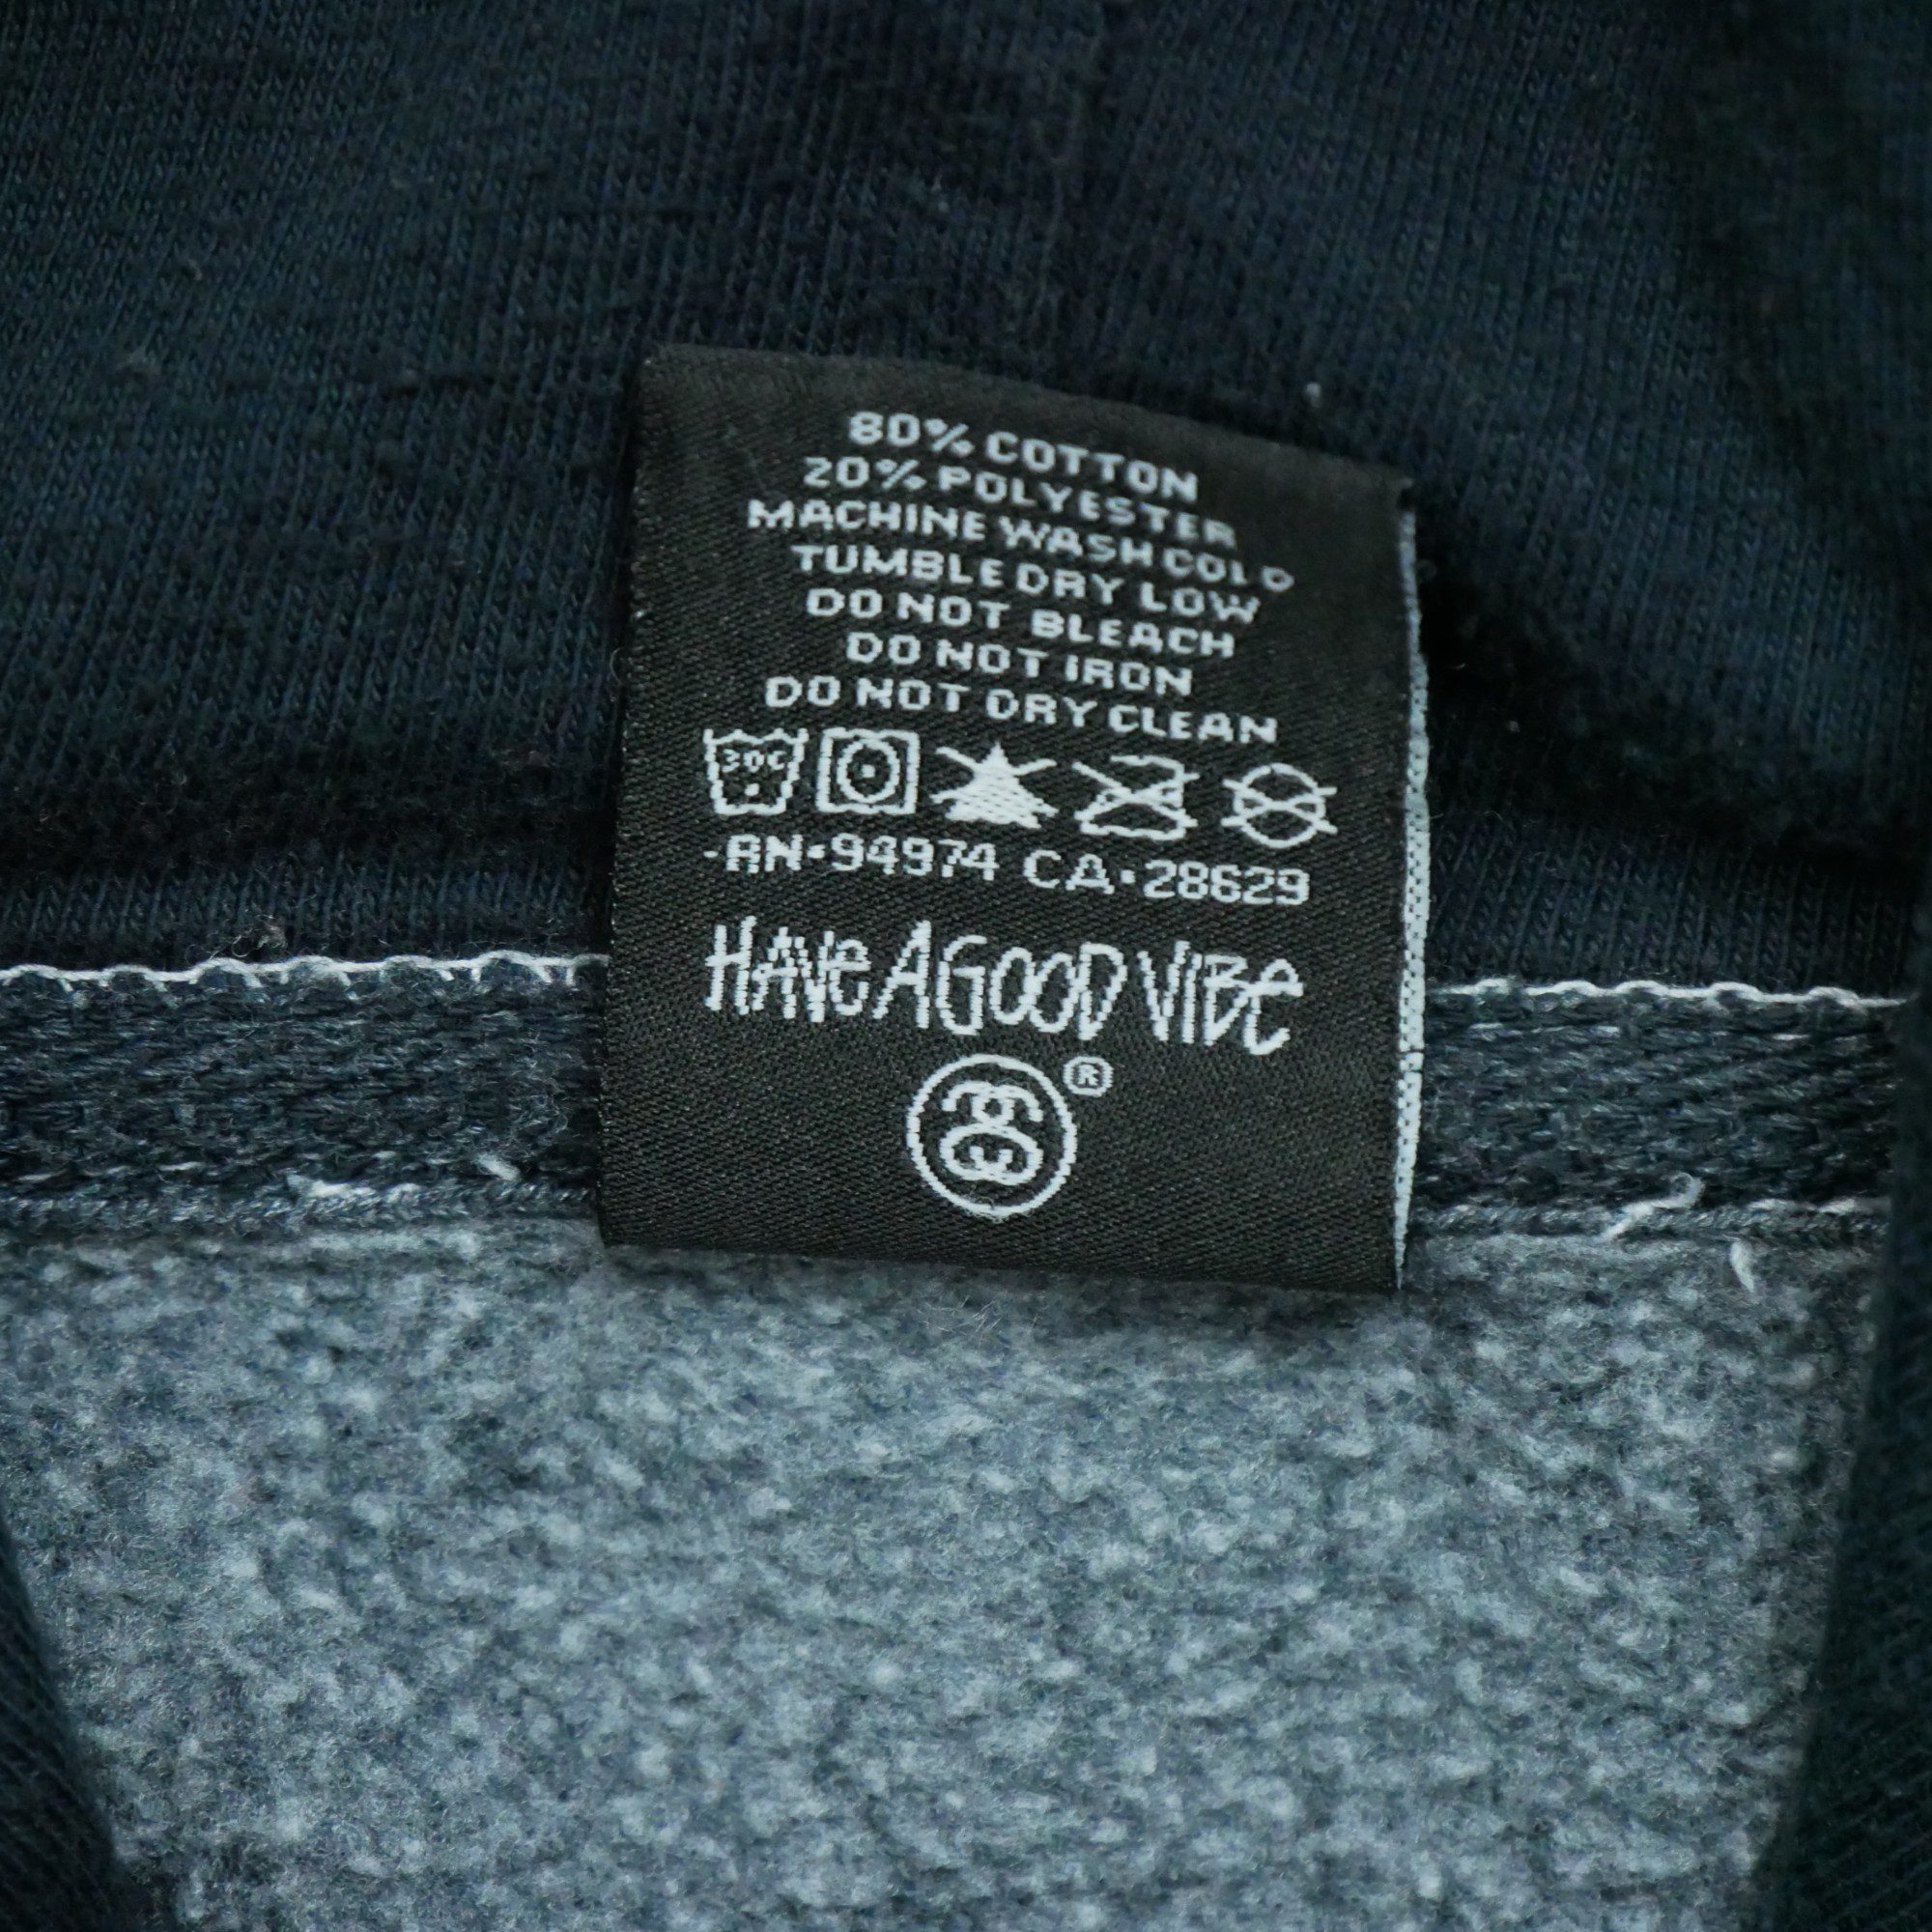 80% COTTON
20% POLYESTER
MACHINE WASH COLD
TUMBLE DRY LOW
DO NOT BLEACH
DO NOT IRON
DO NOT DRY CLEAN
30C
-RN•94974 CA•28629
HAVE A GOOD VIBE
®